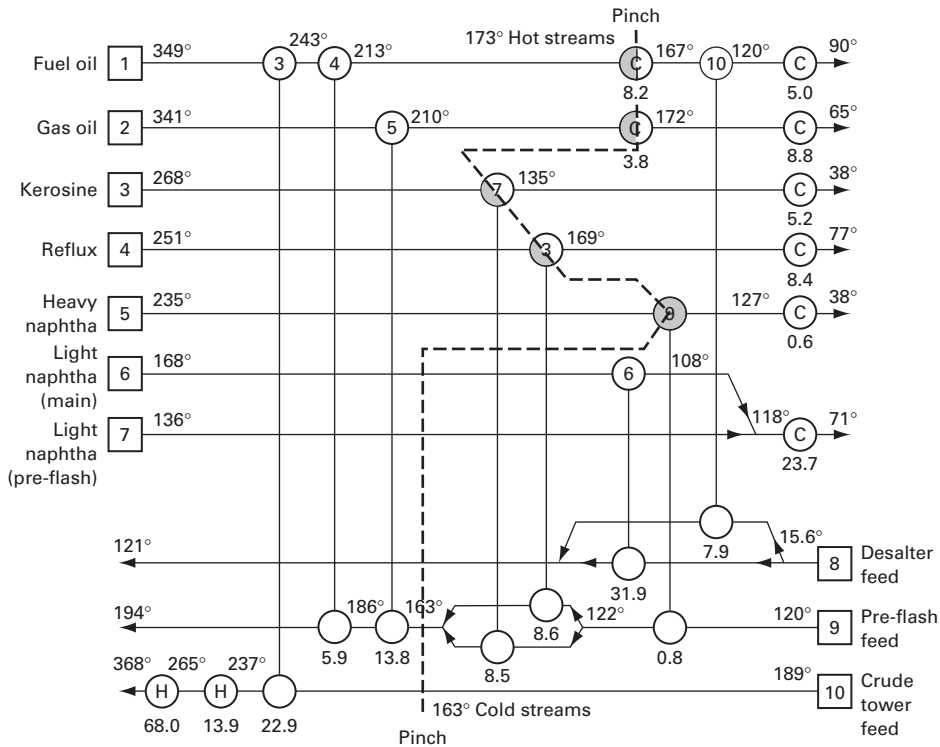 Pinch
173° Hot streams
Fuel oil 1 349° 3 243° 4 213° C 167° 10 120° C 90°
8.2 5.0
Gas oil 2 341° 5 210° C 172° C 65°
3.8 8.8
Kerosine 3 268° 7 135° C 38°
5.2
Reflux 4 251° 3 169° C 77°
8.4
Heavy
naphtha
5 235° 9 127° C 38°
0.6
Light
naphtha
(main)
6 168° 6 108°
Light
naphtha
(pre-flash)
7 136° 118° C 71°
23.7
7.9
121° 15.6° 8 Desalter
feed
31.9
194° 186° 163° 122° 120° 9 Pre-flash
feed
5.9 13.8 8.6 0.8
8.5
368° H 265° H 237° 189° 10 Crude
tower
feed
68.0 13.9 22.9
163° Cold streams
Pinch